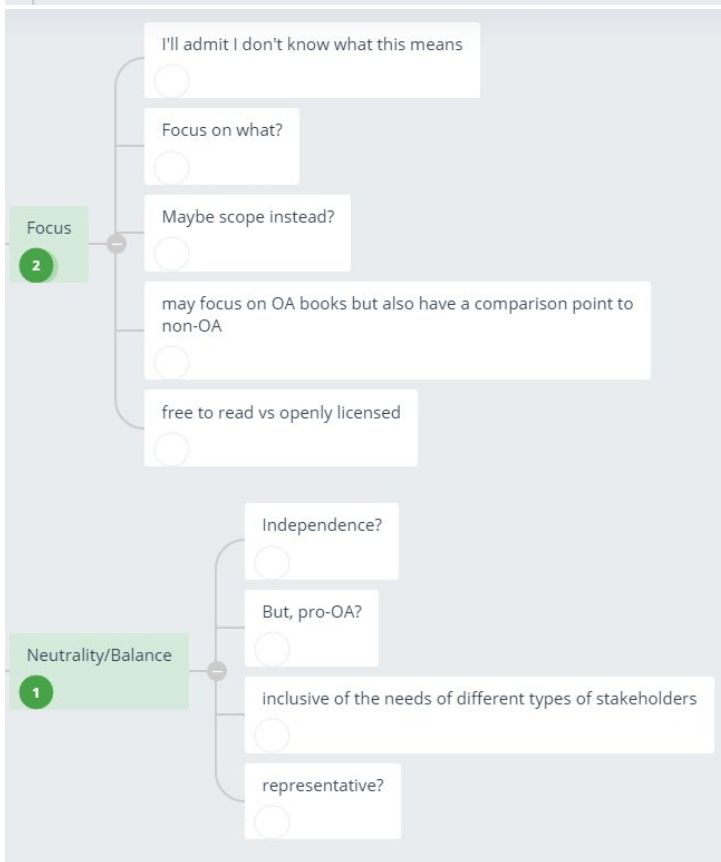 I'll admit I don't know what this means
Focus on what?
Maybe scope instead?
Focus
2
may focus on OA books but also have a comparison point to
non-OA
free to read vs openly licensed
Independence?
But, pro-OA?
Neutrality/Balance
1
inclusive of the needs of different types of stakeholders
representative?